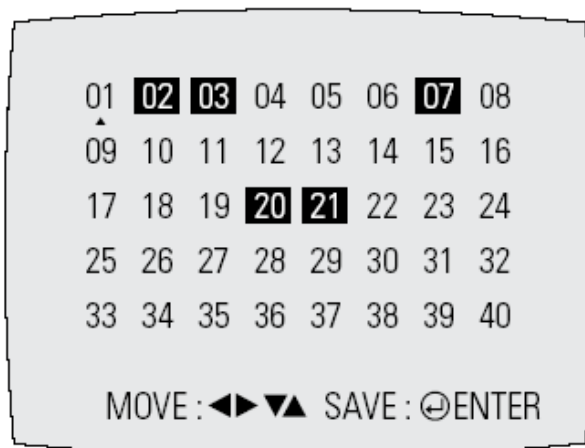 01 02 03 04 05 06 07 08
09 10 11 12 13 14 15 16
17 18 19 20 21 22 23 24
25 26 27 28 29 30 31 32
33 34 35 36 37 38 39 40
MOVE : ◀▶ ▼▲ SAVE : ⏎ ENTER